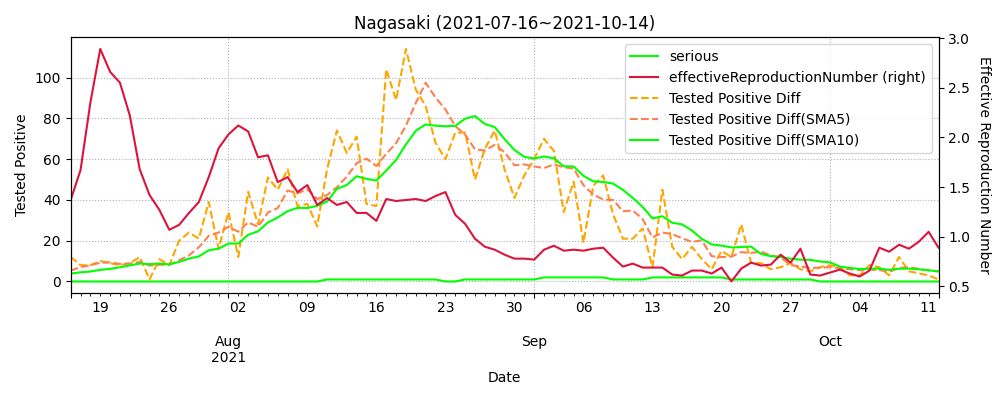 Nagasaki (2021-07-16~2021-10-14)
serious
effectiveReproductionNumber (right)
Tested Positive Diff
Tested Positive Diff(SMA5)
Tested Positive Diff(SMA10)
Tested Positive
100
80
60
40
20
0
3.0
2.5
2.0
1.5
1.0
0.5
Effective Reproduction Number
19 26 02 09 16 23 30 06 13 20 27 04 11
Aug Sep Oct
2021
Date